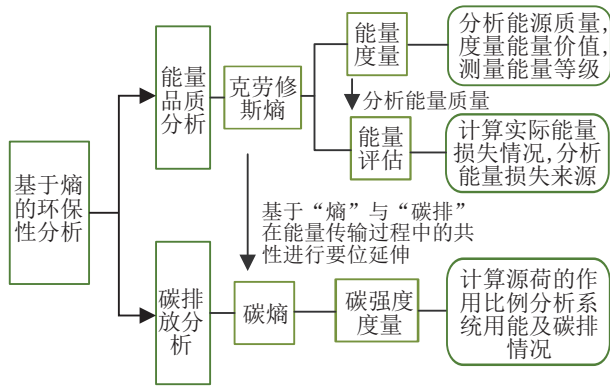 基于熵
的环保
性分析
能量
品质
分析
克劳修
斯熵
能量
度量
分析能源质量,
度量能量价值,
测量能量等级
分析能量质量
能量
评估
计算实际能量
损失情况,分析
能量损失来源
基于“熵”与“碳排”
在能量传输过程中的共
性进行要位延伸
碳排
放分
析
碳熵
碳强度
度量
计算源荷的作
用比例分析系
统用能及碳排
情况